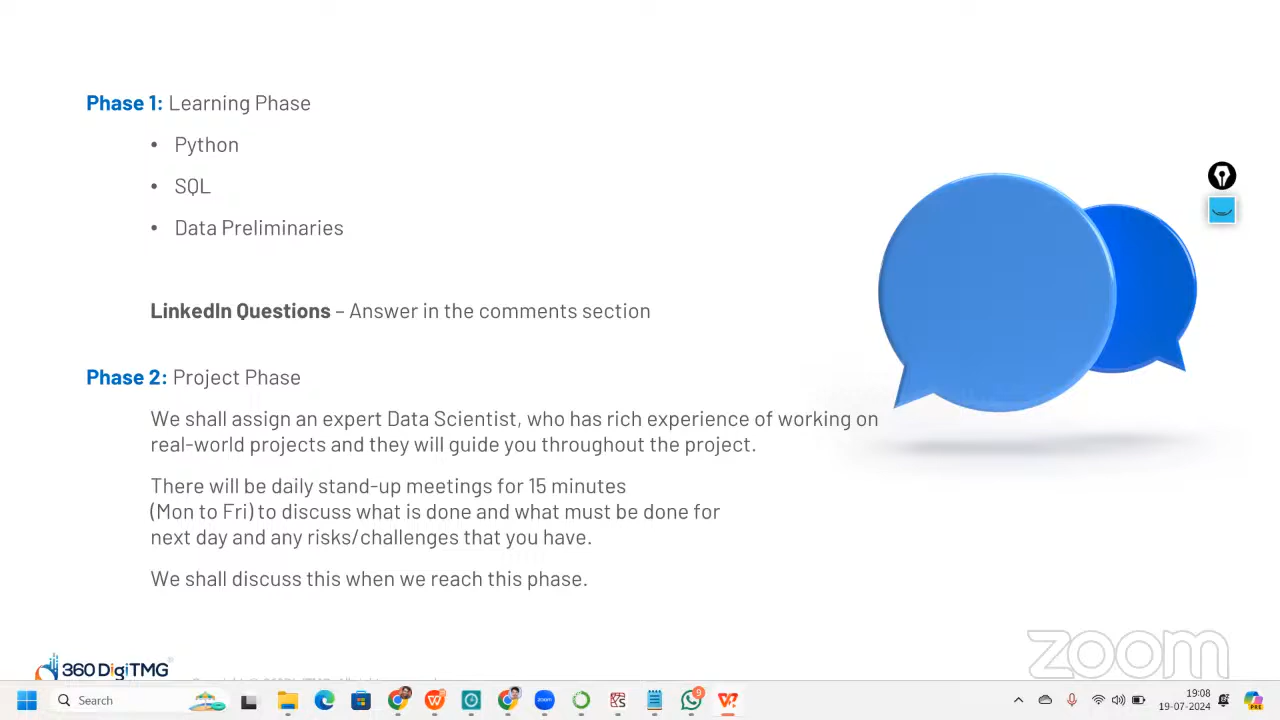 Phase 1: Learning Phase
• Python
• SQL
• Data Preliminaries
LinkedIn Questions – Answer in the comments section
Phase 2: Project Phase
We shall assign an expert Data Scientist, who has rich experience of working on
real-world projects and they will guide you throughout the project.
There will be daily stand-up meetings for 15 minutes
(Mon to Fri) to discuss what is done and what must be done for
next day and any risks/challenges that you have.
We shall discuss this when we reach this phase.
zoom
360 DigiTMG
Search
9
19:08
19-07-2024
PRE